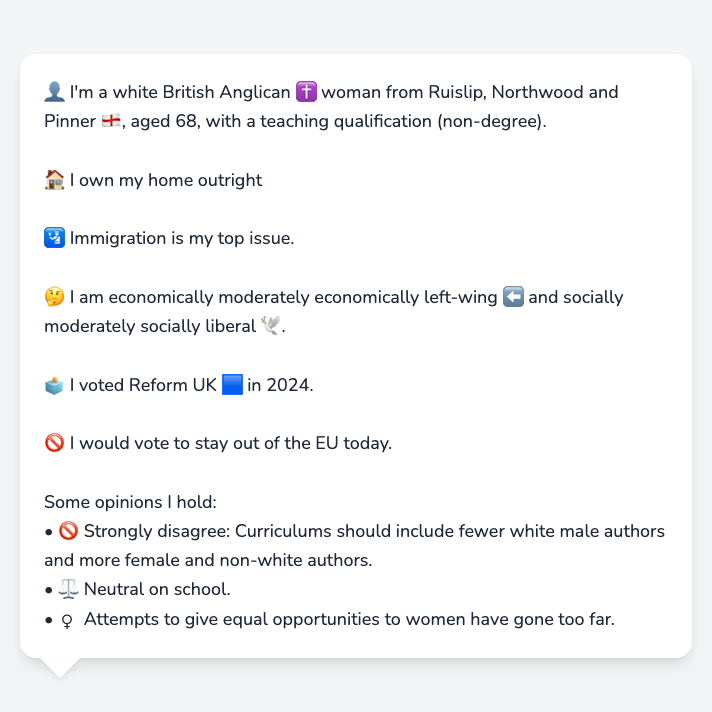 👤 I'm a white British Anglican ✝️ woman from Ruislip, Northwood and
Pinner 🏴󠁧󠁢󠁥󠁮󠁧󠁿, aged 68, with a teaching qualification (non-degree).
🏠 I own my home outright
🛂 Immigration is my top issue.
🤔 I am economically moderately economically left-wing ⬅️ and socially
moderately socially liberal 🕊️.
🗳️ I voted Reform UK 🟦 in 2024.
🚫 I would vote to stay out of the EU today.
Some opinions I hold:
• 🚫 Strongly disagree: Curriculums should include fewer white male authors
and more female and non-white authors.
• ⚖️ Neutral on school.
• ♀ Attempts to give equal opportunities to women have gone too far.